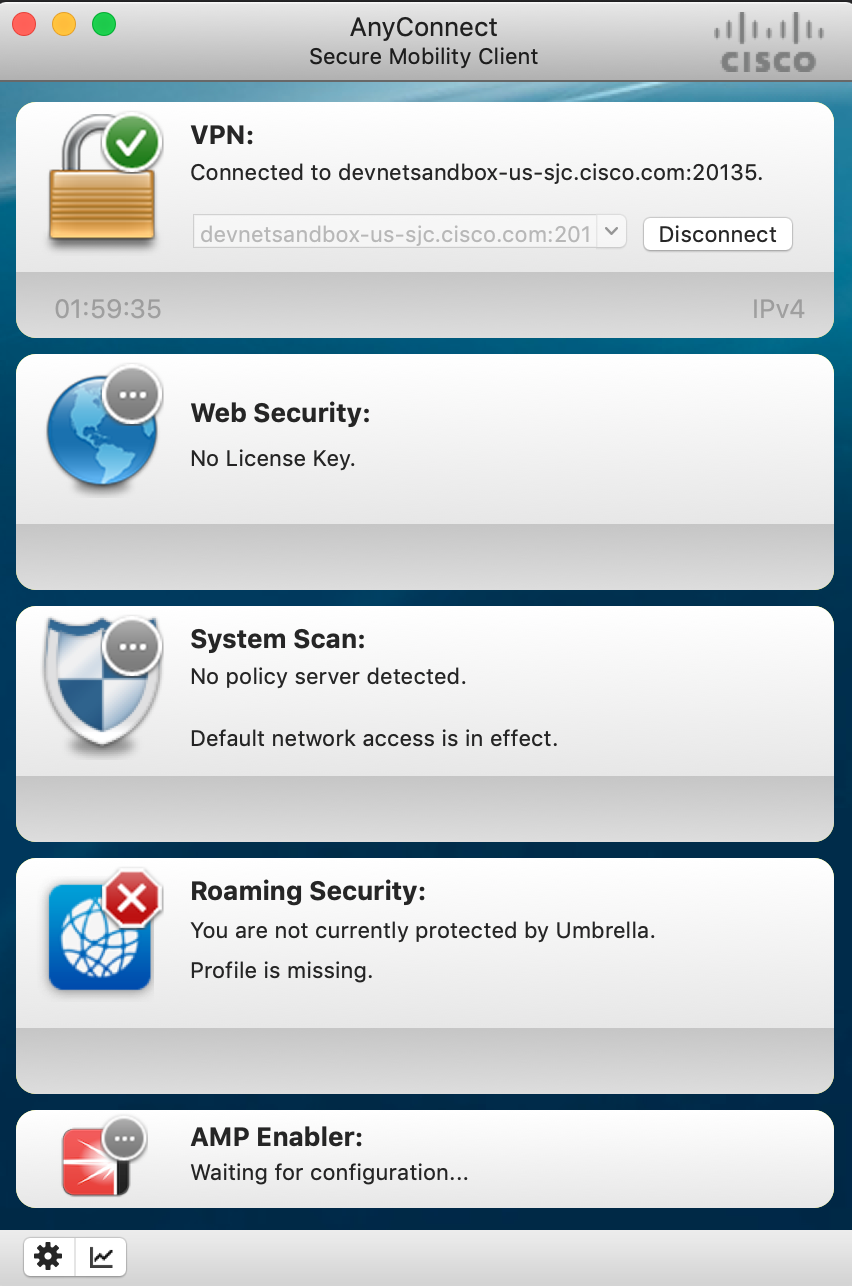 AnyConnect
Secure Mobility Client
CISCO
VPN:
Connected to devnetsandbox-us-sjc.cisco.com:20135.
devnetsandbox-us-sjc.cisco.com:201
Disconnect
01:59:35
IPv4
Web Security:
No License Key.
System Scan:
No policy server detected.
Default network access is in effect.
Roaming Security:
You are not currently protected by Umbrella.
Profile is missing.
AMP Enabler:
Waiting for configuration...